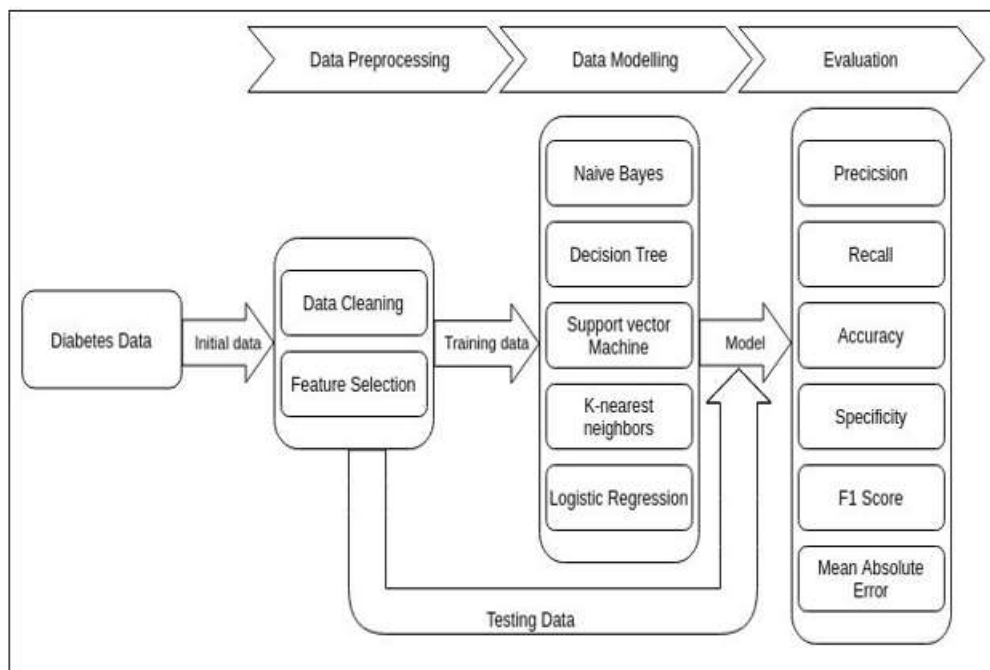 Data Preprocessing
Data Modelling
Evaluation
Diabetes Data
Initial data
Data Cleaning
Feature Selection
Training data
Naive Bayes
Decision Tree
Support vector
Machine
K-nearest
neighbors
Logistic Regression
Model
Testing Data
Precicsion
Recall
Accuracy
Specificity
F1 Score
Mean Absolute
Error